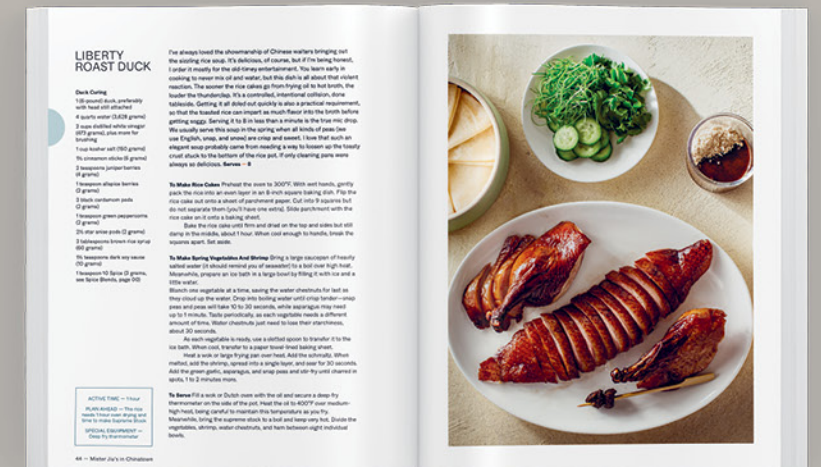 LIBERTY
ROAST DUCK
Duck Curing
1 (6-pound) duck, preferably
with head still attached
4 quarts water (3,628 grams)
2 cups distilled white vinegar
(473 grams), plus more for
brushing
1 cup kosher salt (150 grams)
1½ cinnamon sticks (6 grams)
2 teaspoons juniper berries
(4 grams)
1 teaspoon allspice berries
(2 grams)
3 black cardamom pods
(2 grams)
1 teaspoon green peppercorns
(2 grams)
2½ star anise pods (2 grams)
3 tablespoons brown rice syrup
(60 grams)
1½ teaspoons dark soy sauce
(10 grams)
1 teaspoon 10 Spice (3 grams,
see Spice Blends, page 00)
ACTIVE TIME — 1 hour
PLAN AHEAD — The rice
needs 1 hour oven drying and
time to make Supreme Stock
SPECIAL EQUIPMENT —
Deep fry thermometer
44 — Mister Jiu's in Chinatown
I've always loved the showmanship of Chinese waiters bringing out
the sizzling rice soup. It's delicious, of course, but if I'm being honest,
I order it mostly for the old-timey entertainment. You learn early in
cooking to never mix oil and water, but this dish is all about that violent
reaction. The sooner the rice cakes go from frying oil to hot broth, the
louder the thunderclap. It's a controlled, intentional collision, done
tableside. Getting it all doled out quickly is also a practical requirement,
so that the toasted rice can impart as much flavor into the broth before
getting soggy. Serving it to 8 in less than a minute is the true mic drop.
We usually serve this soup in the spring when all kinds of peas (we
use English, snap, and snow) are crisp and sweet. I love that such an
elegant soup probably came from needing a way to loosen up the toasty
crust stuck to the bottom of the rice pot. If only cleaning pans were
always so delicious. Serves — 8
To Make Rice Cakes Preheat the oven to 300°F. With wet hands, gently
pack the rice into an even layer in an 8-inch square baking dish. Flip the
rice cake out onto a sheet of parchment paper. Cut into 9 squares but
do not separate them (you'll have one extra). Slide parchment with the
rice cake on it onto a baking sheet.
Bake the rice cake until firm and dried on the top and sides but still
damp in the middle, about 1 hour. When cool enough to handle, break the
squares apart. Set aside.
To Make Spring Vegetables And Shrimp Bring a large saucepan of heavily
salted water (it should remind you of seawater) to a boil over high heat.
Meanwhile, prepare an ice bath in a large bowl by filling it with ice and a
little water.
Blanch one vegetable at a time, saving the water chestnuts for last as
they cloud up the water. Drop into boiling water until crisp tender—snap
peas and peas will take 10 to 30 seconds, while asparagus may need
up to 1 minute. Taste periodically, as each vegetable needs a different
amount of time. Water chestnuts just need to lose their starchiness,
about 30 seconds.
As each vegetable is ready, use a slotted spoon to transfer it to the
ice bath. When cool, transfer to a paper towel-lined baking sheet.
Heat a wok or large frying pan over heat. Add the schmaltz. When
melted, add the shrimp, spread into a single layer, and sear for 30 seconds.
Add the green garlic, asparagus, and snap peas and stir-fry until charred in
spots, 1 to 2 minutes more.
To Serve Fill a wok or Dutch oven with the oil and secure a deep fry
thermometer on the side of pot. Heat the oil to 400°F over medium-
high heat, being careful to maintain this temperature as you fry.
Meanwhile, bring the supreme stock to a boil and keep very hot. Divide the
vegetables, shrimp, water chestnuts, and ham between eight individual
bowls.